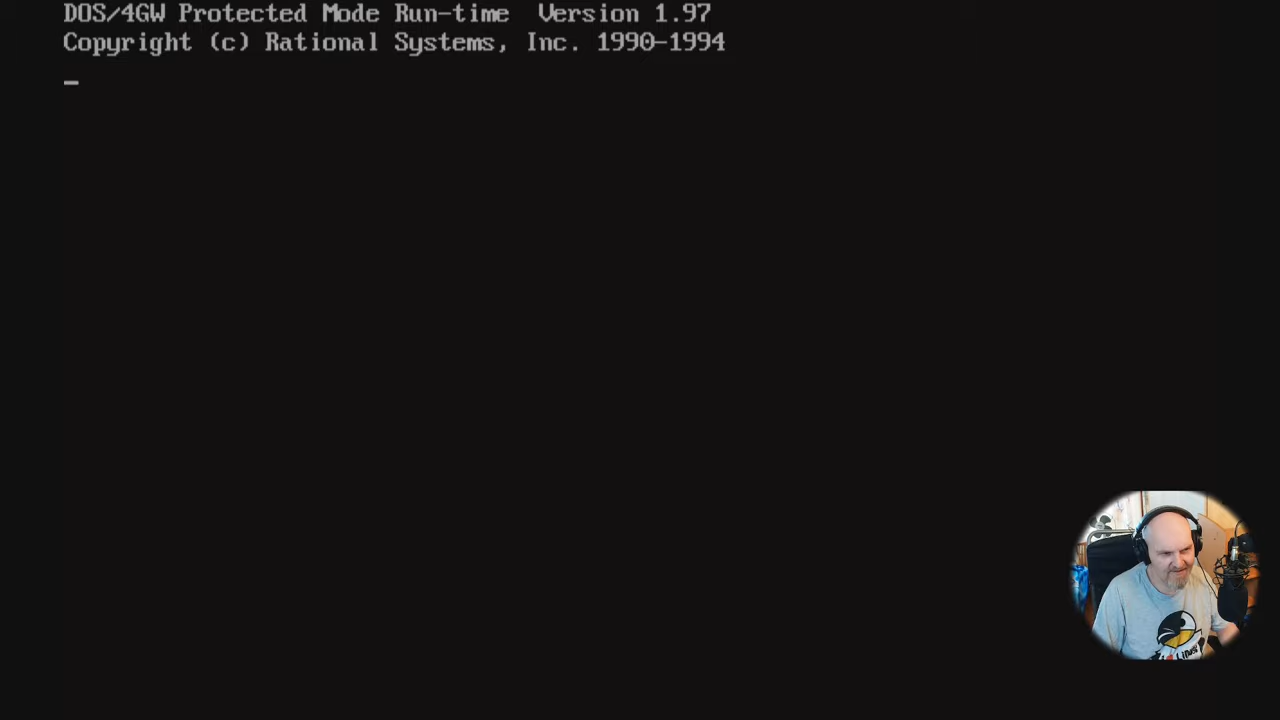 DOS/4GW Protected Mode Run-time  Version 1.97
Copyright (c) Rational Systems, Inc. 1990-1994